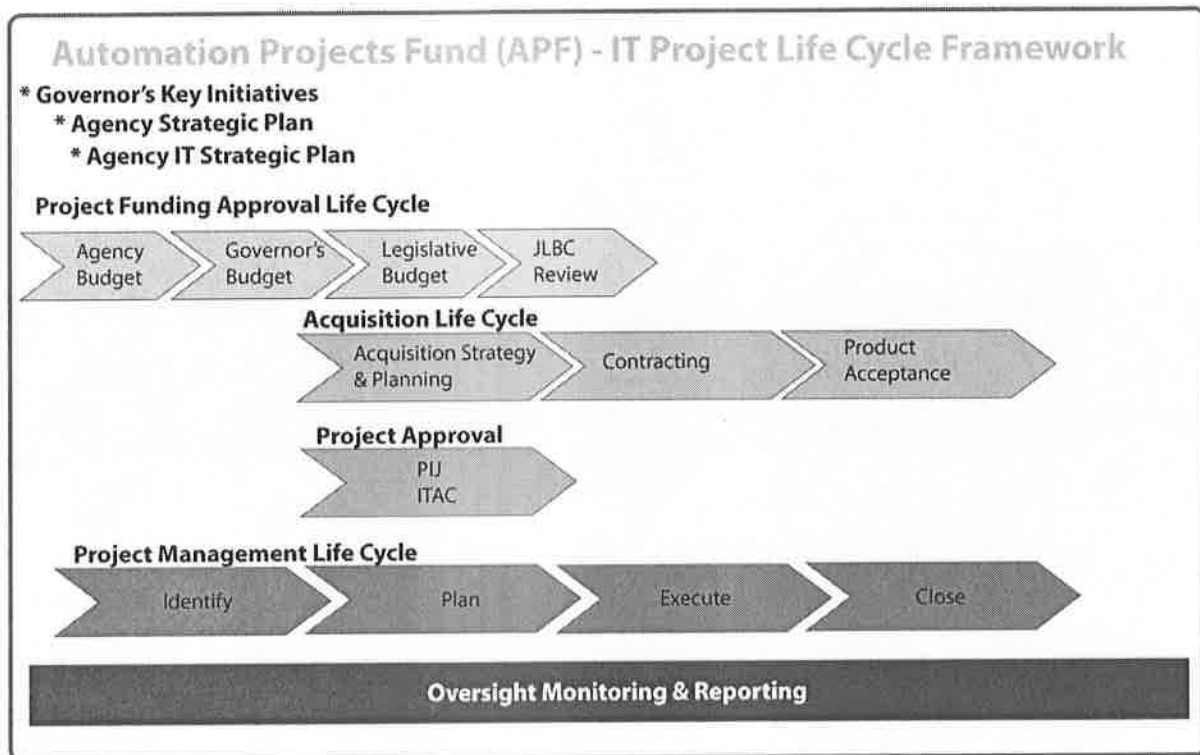 Automation Projects Fund (APF) - IT Project Life Cycle Framework
* Governor's Key Initiatives
* Agency Strategic Plan
* Agency IT Strategic Plan
Project Funding Approval Life Cycle
Agency
Budget
Governor's
Budget
Legislative
Budget
JLBC
Review
Acquisition Life Cycle
Acquisition Strategy
& Planning
Contracting
Product
Acceptance
Project Approval
PIJ
ITAC
Project Management Life Cycle
Identify
Plan
Execute
Close
Oversight Monitoring & Reporting